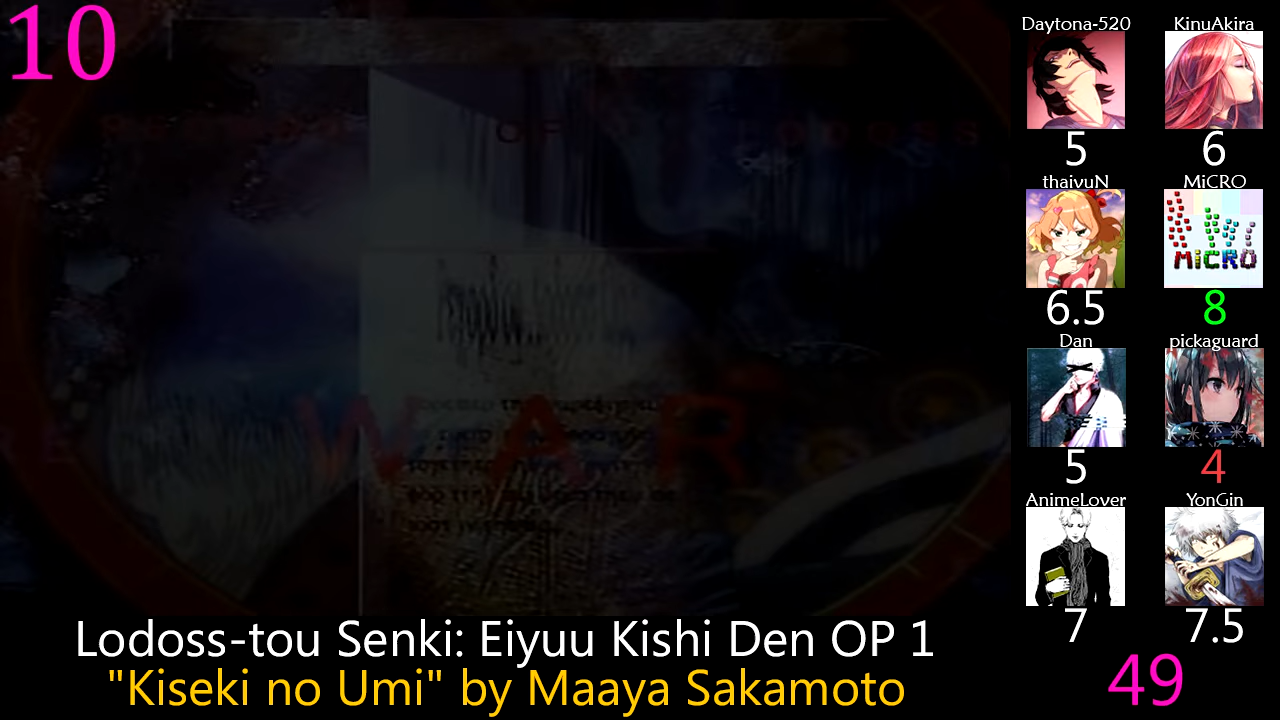 10
Daytona-520
KinuAkira
5
6
thaivuN
MiCRO
MiCRO
6.5
8
Dan
pickaguard
5
4
AnimeLover
YonGin
7
7.5
OF
WAR
Lodoss-tou Senki: Eiyuu Kishi Den OP 1
"Kiseki no Umi" by Maaya Sakamoto
49